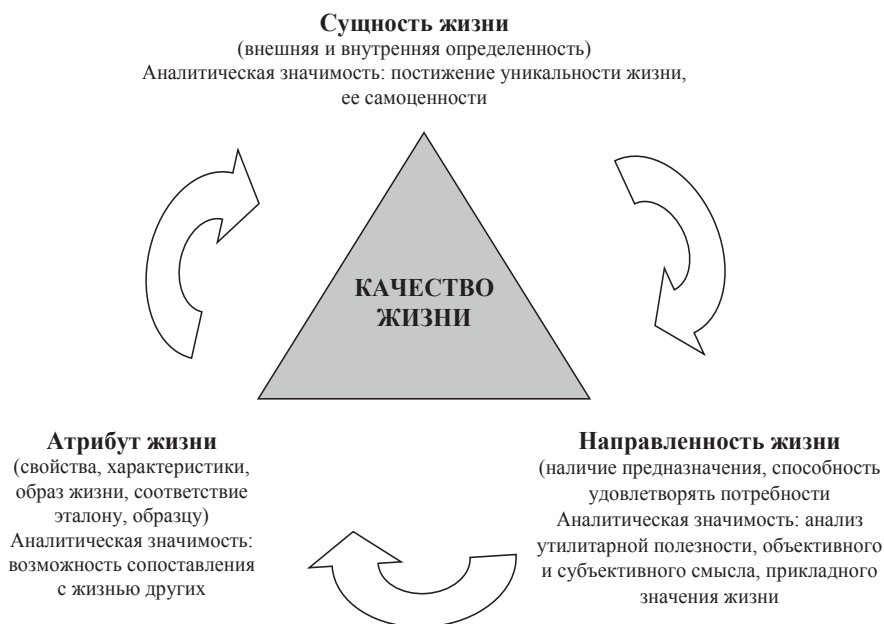 Сущность жизни
(внешняя и внутренняя определенность)
Аналитическая значимость: постижение уникальности жизни,
ее самоценности
КАЧЕСТВО
ЖИЗНИ
Атрибут жизни
(свойства, характеристики,
образ жизни, соответствие
эталону, образцу)
Аналитическая значимость:
возможность сопоставления
с жизнью других
Направленность жизни
(наличие предназначения, способность
удовлетворять потребности
Аналитическая значимость: анализ
утилитарной полезности, объективного
и субъективного смысла, прикладного
значения жизни